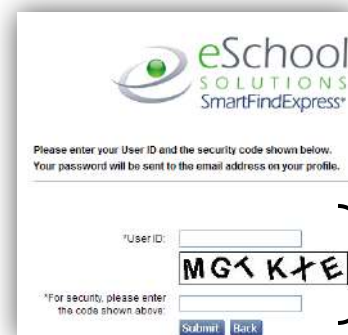 eSchool
SOLUTIONS
SmartFindExpress
Please enter your User ID and the security code shown below.
Your password will be sent to the email address on your profile.
*User ID:
*For security, please enter
the code shown above:
Submit Back